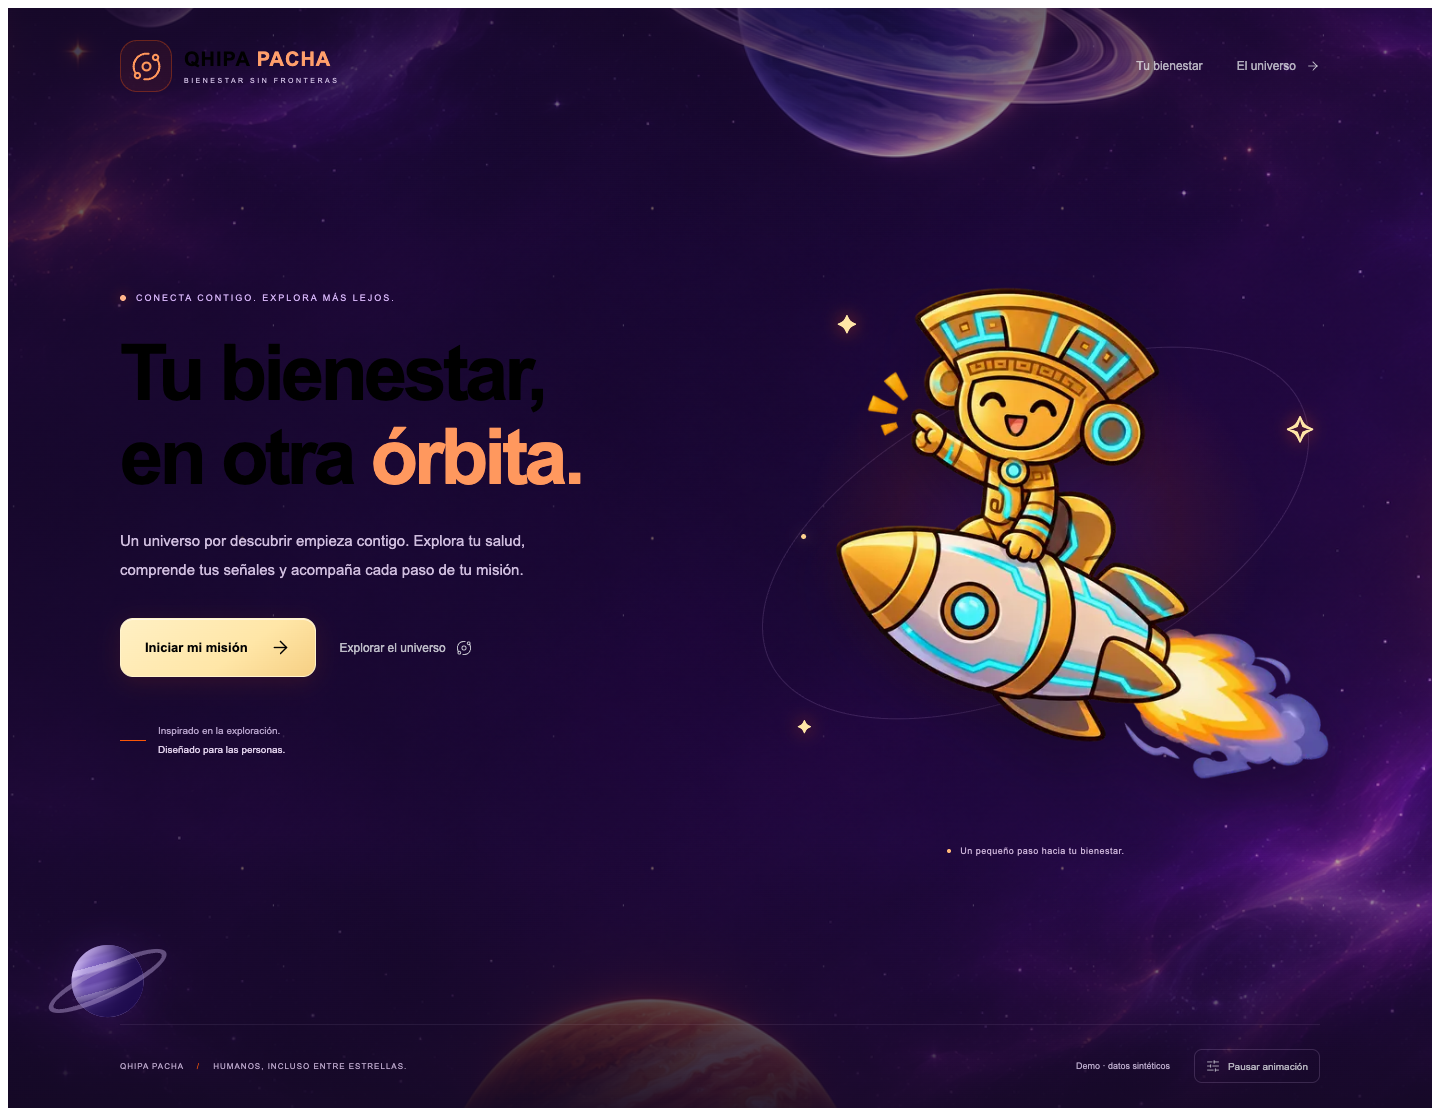 QHIPA PACHA
BIENESTAR SIN FRONTERAS
Tu bienestar
El universo
CONECTA CONTIGO. EXPLORA MÁS LEJOS.
Tu bienestar,
en otra órbita.
Un universo por descubrir empieza contigo. Explora tu salud,
comprende tus señales y acompaña cada paso de tu misión.
Iniciar mi misión
Explorar el universo
Inspirado en la exploración.
Diseñado para las personas.
Un pequeño paso hacia tu bienestar.
QHIPA PACHA / HUMANOS, INCLUSO ENTRE ESTRELLAS.
Demo · datos sintéticos
Pausar animación